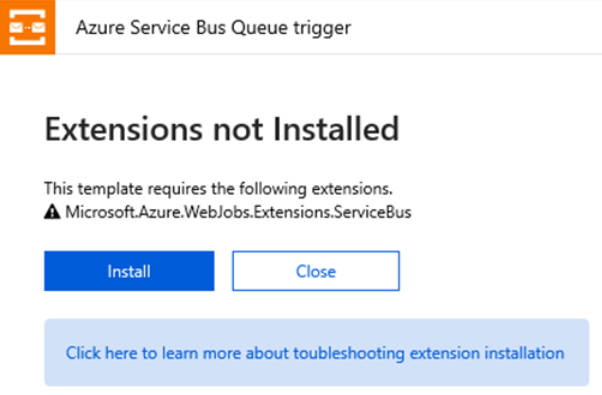 Azure Service Bus Queue trigger
Extensions not Installed
This template requires the following extensions.
Microsoft.Azure.WebJobs.Extensions.ServiceBus
Install
Close
Click here to learn more about toubleshooting extension installation